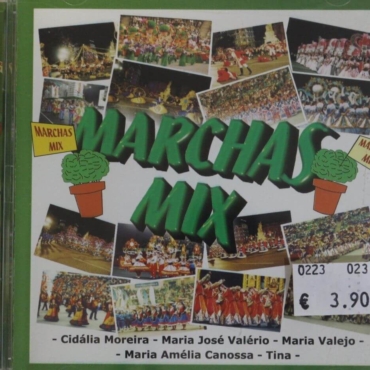 MARCHAS
MIX
MARCHAS
MIX
MA
MI
0223 023
€ 3.90
- Cidália Moreira - Maria José Valério - Maria Valejo -
- Maria Amélia Canossa - Tina -